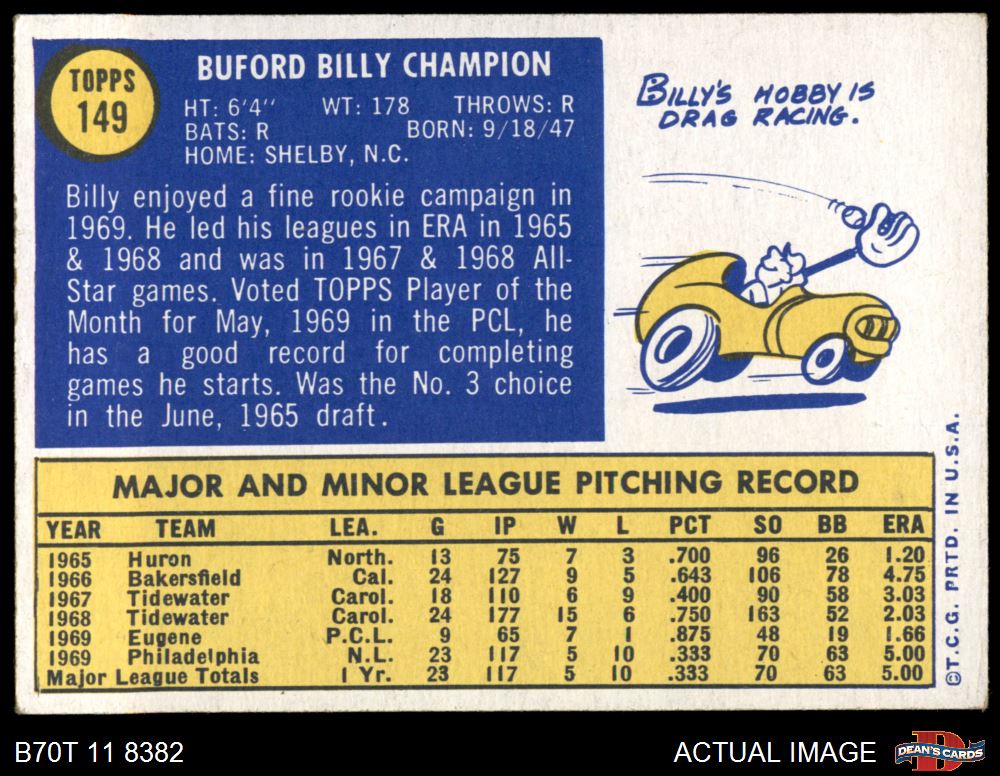 TOPPS
149
BUFORD BILLY CHAMPION
HT: 6'4" WT: 178 THROWS: R
BATS: R BORN: 9/18/47
HOME: SHELBY, N.C.
Billy enjoyed a fine rookie campaign in
1969. He led his leagues in ERA in 1965
& 1968 and was in 1967 & 1968 All-
Star games. Voted TOPPS Player of the
Month for May, 1969 in the PCL, he
has a good record for completing
games he starts. Was the No. 3 choice
in the June, 1965 draft.
BILLY'S HOBBY IS
DRAG RACING.
MAJOR AND MINOR LEAGUE PITCHING RECORD
YEAR TEAM LEA. G IP W L PCT SO BB ERA
1965 Huron North. 13 75 7 3 .700 96 26 1.20
1966 Bakersfield Cal. 24 127 9 5 .643 106 78 4.75
1967 Tidewater Carol. 18 110 6 9 .400 90 58 3.03
1968 Tidewater Carol. 24 177 15 6 .750 163 52 2.03
1969 Eugene P.C.L. 9 65 7 1 .875 48 19 1.66
1969 Philadelphia N.L. 23 117 5 10 .333 70 63 5.00
Major League Totals 1 Yr. 23 117 5 10 .333 70 63 5.00
©T.C.G. PRTD. IN U.S.A.
B70T 11 8382
ACTUAL IMAGE
D
DEAN'S CARDS